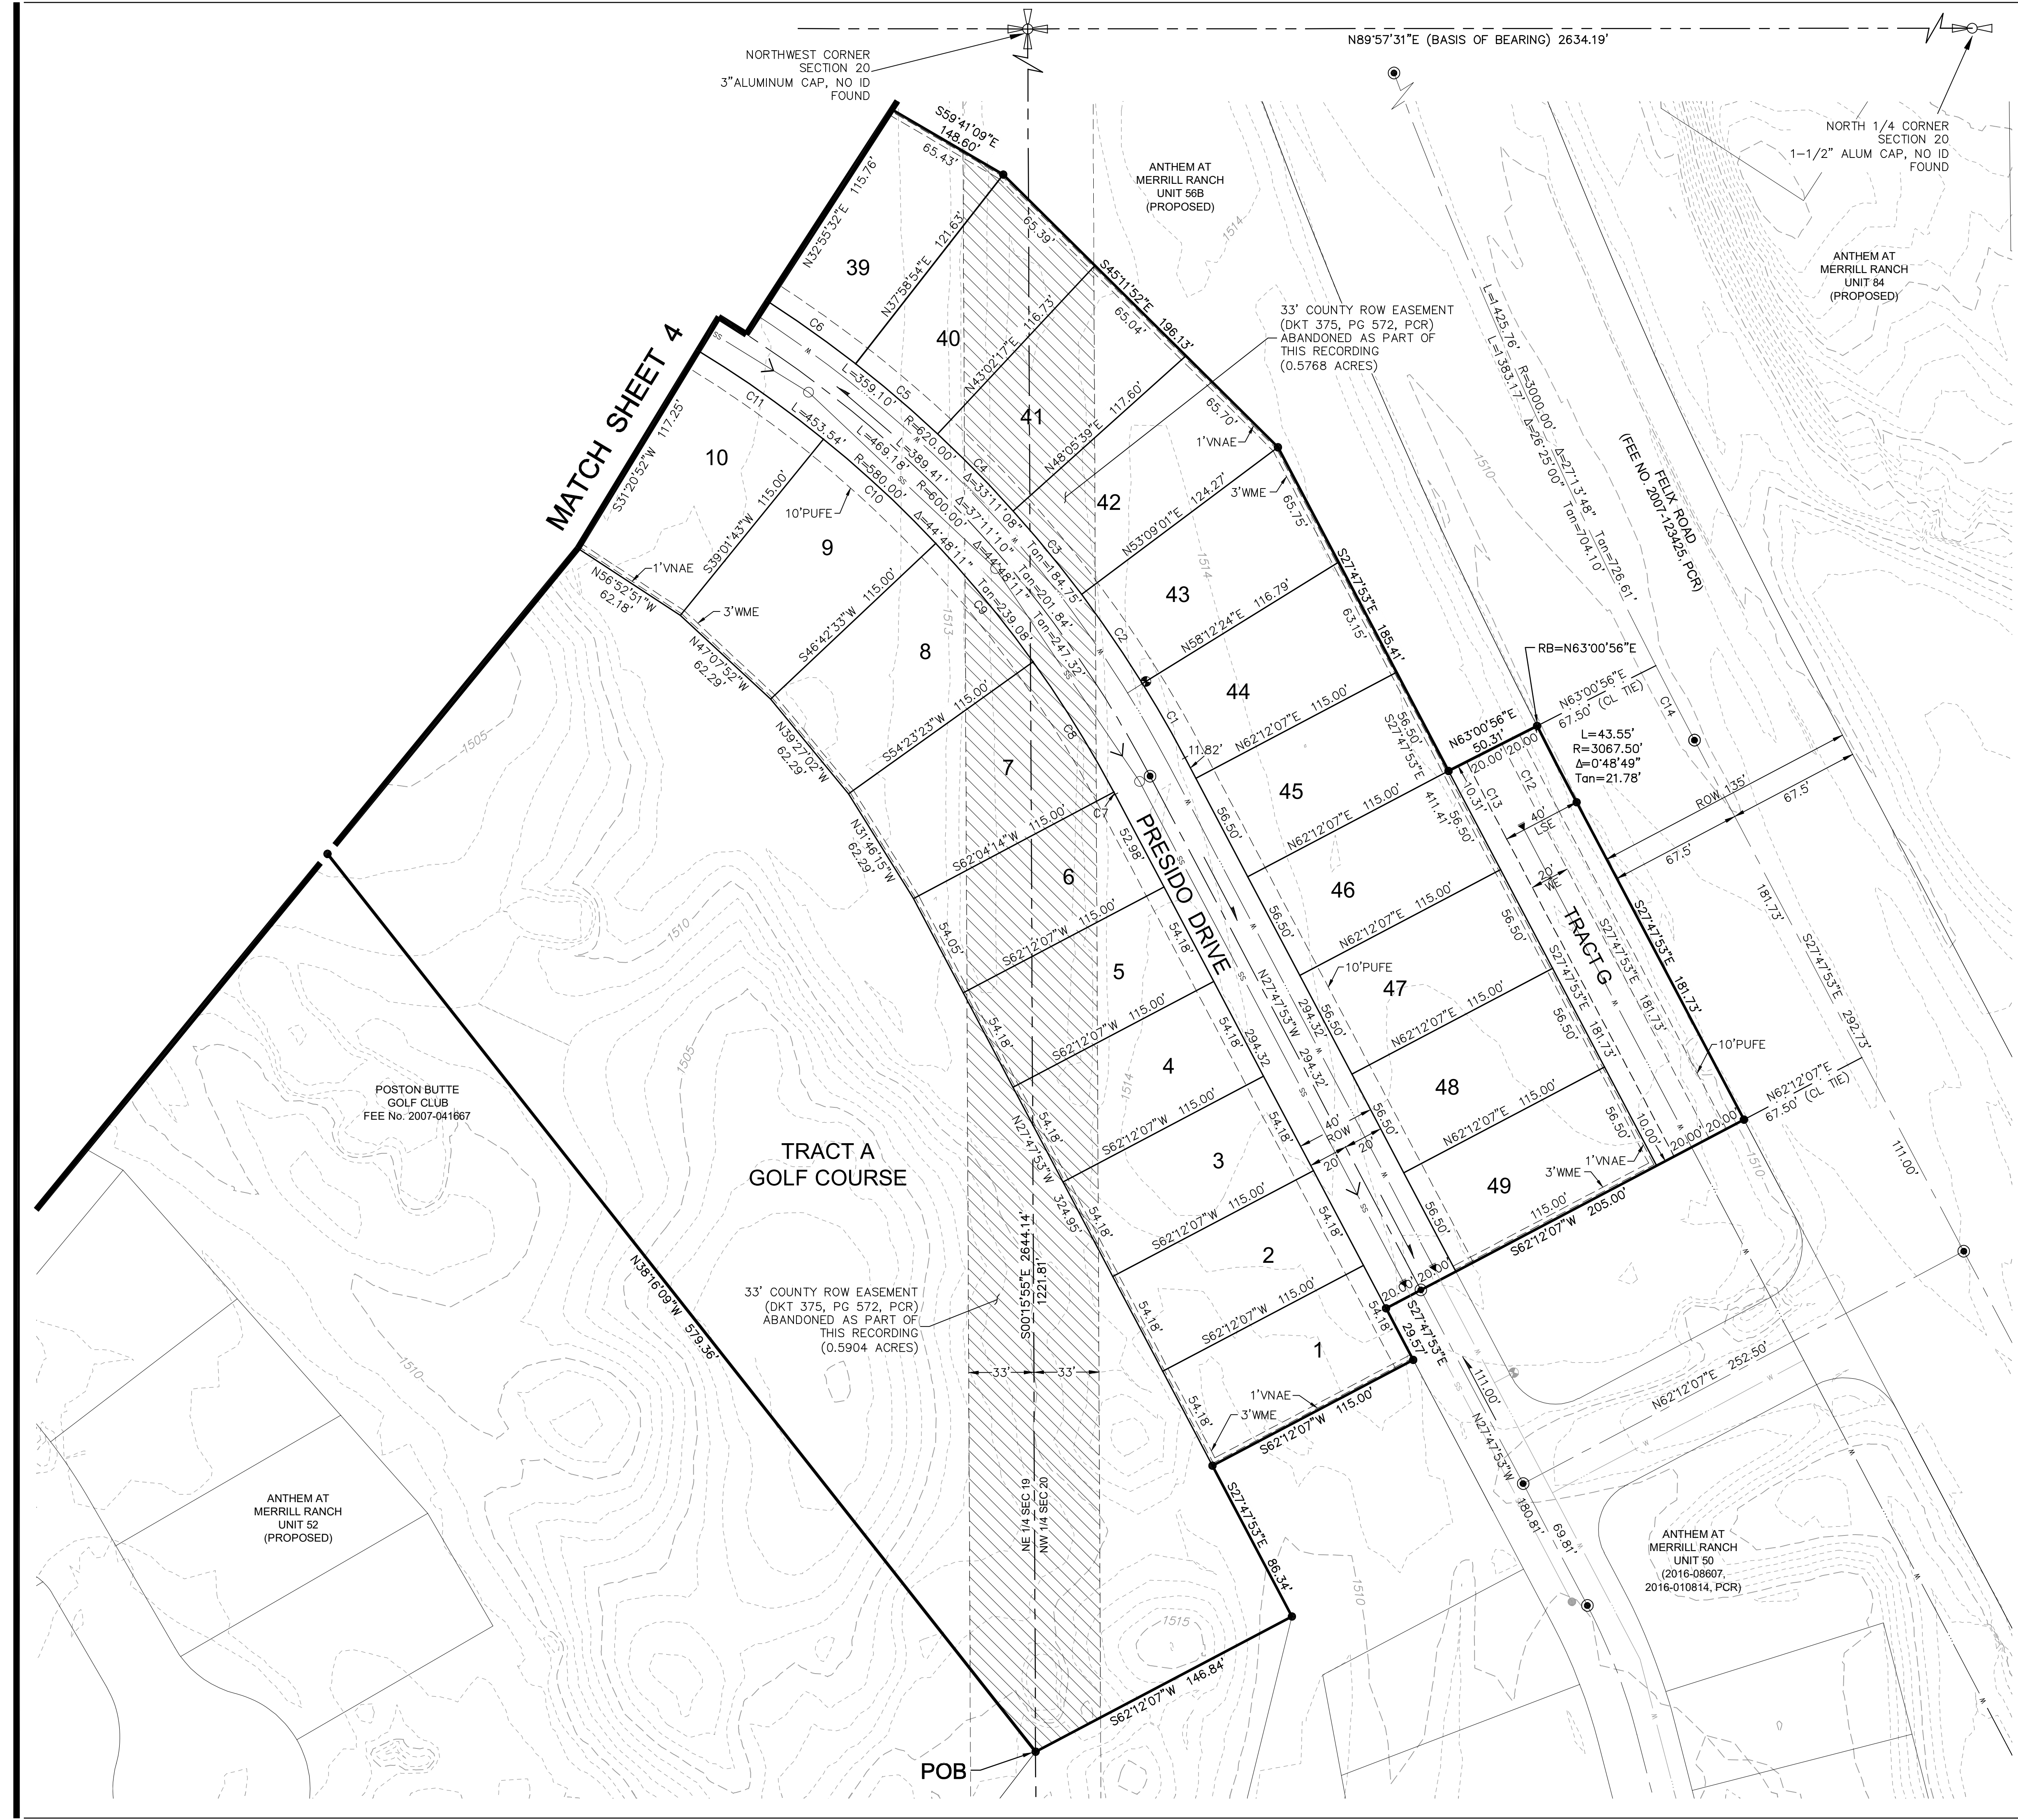 N89°57'31"E (BASIS OF BEARING) 2634.19'
NORTHWEST CORNER
SECTION 20
3"ALUMINUM CAP, NO ID
FOUND
NORTH 1/4 CORNER
SECTION 20
1-1/2" ALUM CAP, NO ID
FOUND
S59°41'09"E
148.60'
65.43'
ANTHEM AT
MERRILL RANCH
UNIT 56B
(PROPOSED)
1514
ANTHEM AT
MERRILL RANCH
UNIT 84
(PROPOSED)
N32°55'32"E 115.76'
39
N37°58'54"E 121.63'
65.39'
40
N43°02'17"E 116.73'
S45°11'52"E 196.13'
65.04'
41
N48°05'39"E 117.60'
65.70'
33' COUNTY ROW EASEMENT
(DKT 375, PG 572, PCR)
ABANDONED AS PART OF
THIS RECORDING
(0.5768 ACRES)
L=1425.76' R=3000.00' Δ=27°13'48" Tan=726.61'
L=1383.17' Δ=26°25'00" Tan=704.10'
FELIX ROAD
(FEE NO. 2007-123425, PCR)
1510
MATCH SHEET 4
SS
W
C6
C5
C4
C3
C2
C1
L=359.10' R=620.00' Δ=33°11'08" Tan=184.75'
L=389.41' R=600.00' Δ=37°11'10" Tan=201.84'
L=469.18' Δ=44°48'11" Tan=247.32'
L=453.54' R=580.00' Δ=44°48'11" Tan=239.08'
C11
C10
C9
C8
C7
S31°20'52"W 117.25'
10
S39°01'43"W 115.00'
10'PUFE
9
S46°42'33"W 115.00'
1'VNAE
3'WME
N56°52'51"W
62.18'
N47°07'52"W
62.29'
1513
8
S54°23'23"W 115.00'
N39°27'02"W
62.29'
7
S62°04'14"W 115.00'
N31°46'15"W
62.29'
1'VNAE
3'WME
42
N53°09'01"E 124.27'
65.75'
1514
43
N58°12'24"E 116.79'
S27°47'53"E 185.41'
63.15'
44
N62°12'07"E 115.00'
56.50'
S27°47'53"E 411.41'
11.82'
RB=N63°00'56"E
N63°00'56"E
67.50' (CL TIE)
N63°00'56"E
50.31'
20.00' 20.00'
L=43.55'
R=3067.50'
Δ=0°48'49"
Tan=21.78'
C14
C12
C13
10.31'
40'
LSE
20'
WE
ROW 135'
67.5'
67.5'
45
N62°12'07"E 115.00'
56.50'
56.50'
46
N62°12'07"E 115.00'
56.50'
56.50'
10'PUFE
47
N62°12'07"E 115.00'
56.50'
56.50'
48
N62°12'07"E 115.00'
56.50'
56.50'
49
56.50'
TRACT G
S27°47'53"E 181.73'
S27°47'53"E 181.73'
S27°47'53"E 181.73'
181.73'
S27°47'53"E 292.73'
111.00'
10'PUFE
N62°12'07"E
67.50' (CL TIE)
10.00'
20.00' 20.00'
1'VNAE
3'WME
115.00'
S62°12'07"W 205.00'
1510
PRESIDO DRIVE
N27°47'53"W 294.32'
294.32'
294.32
40'
ROW
20'
20'
52.98'
6
S62°12'07"W 115.00'
54.05'
54.18'
5
S62°12'07"W 115.00'
54.18'
54.18'
4
S62°12'07"W 115.00'
54.18'
N27°47'53"W 324.95'
54.18'
3
S62°12'07"W 115.00'
54.18'
54.18'
2
S62°12'07"W 115.00'
54.18'
54.18'
1
1'VNAE
3'WME
S62°12'07"W 115.00'
54.18'
20.00' 20.00'
S27°47'53"E
29.57'
111.00'
N27°47'53"W 180.81'
69.81'
N62°12'07"E 252.50'
1505
1510
1505
1514
POSTON BUTTE
GOLF CLUB
FEE No. 2007-041667
TRACT A
GOLF COURSE
N38°16'09"W 579.36'
33' COUNTY ROW EASEMENT
(DKT 375, PG 572, PCR)
ABANDONED AS PART OF
THIS RECORDING
(0.5904 ACRES)
S00°15'55"E 2644.14'
1221.81'
33'
33'
1510
NE 1/4 SEC 19
NW 1/4 SEC 20
S27°47'53"E 86.34'
1515
S62°12'07"W 146.84'
POB
1510
ANTHEM AT
MERRILL RANCH
UNIT 52
(PROPOSED)
ANTHEM AT
MERRILL RANCH
UNIT 50
(2016-08607,
2016-010814, PCR)